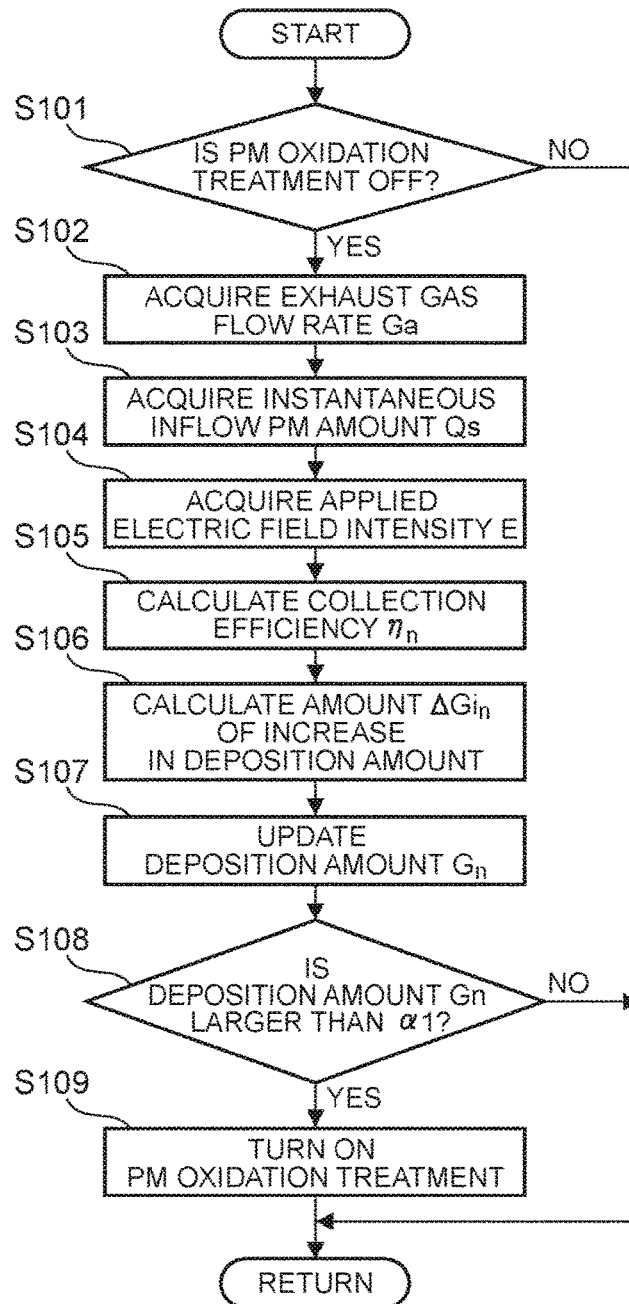 START
S101
IS PM OXIDATION
TREATMENT OFF?
NO
YES
S102
ACQUIRE EXHAUST GAS
FLOW RATE Ga
S103
ACQUIRE INSTANTANEOUS
INFLOW PM AMOUNT Qs
S104
ACQUIRE APPLIED
ELECTRIC FIELD INTENSITY E
S105
CALCULATE COLLECTION
EFFICIENCY ηn
S106
CALCULATE AMOUNT ΔGin
OF INCREASE
IN DEPOSITION AMOUNT
S107
UPDATE
DEPOSITION AMOUNT Gn
S108
IS
DEPOSITION AMOUNT Gn
LARGER THAN α1?
NO
YES
S109
TURN ON
PM OXIDATION TREATMENT
RETURN